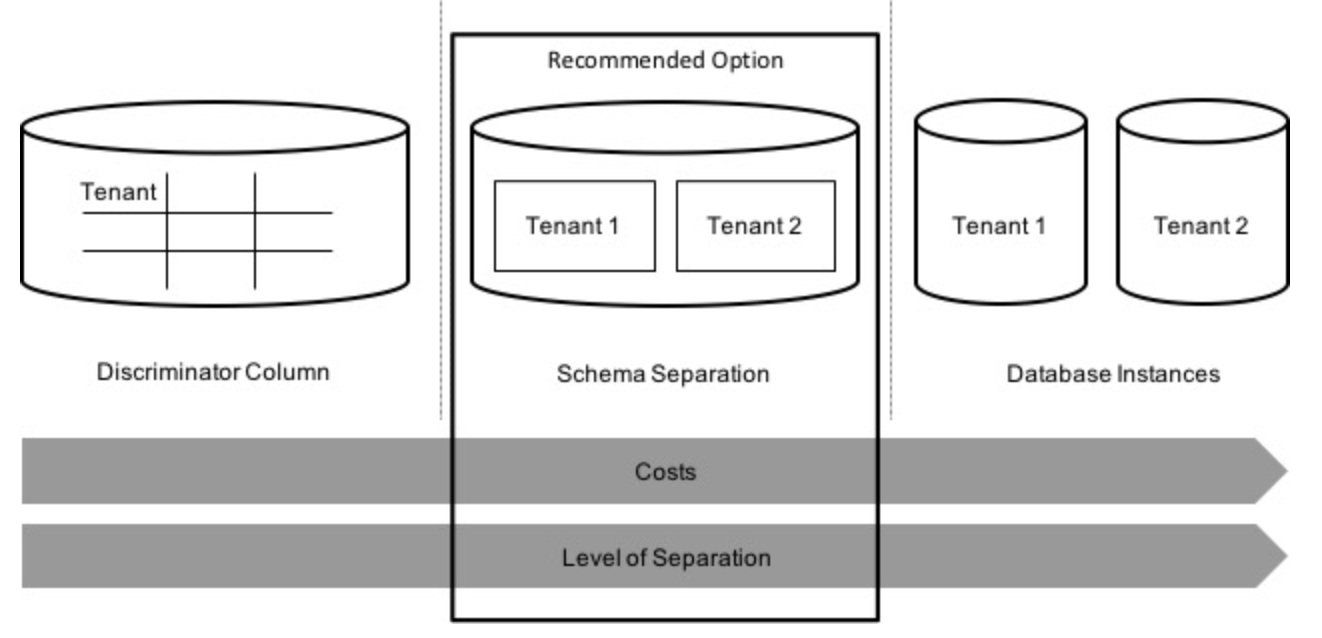 Recommended Option
Tenant
Tenant 1
Tenant 2
Tenant 1
Tenant 2
Discriminator Column
Schema Separation
Database Instances
Costs
Level of Separation